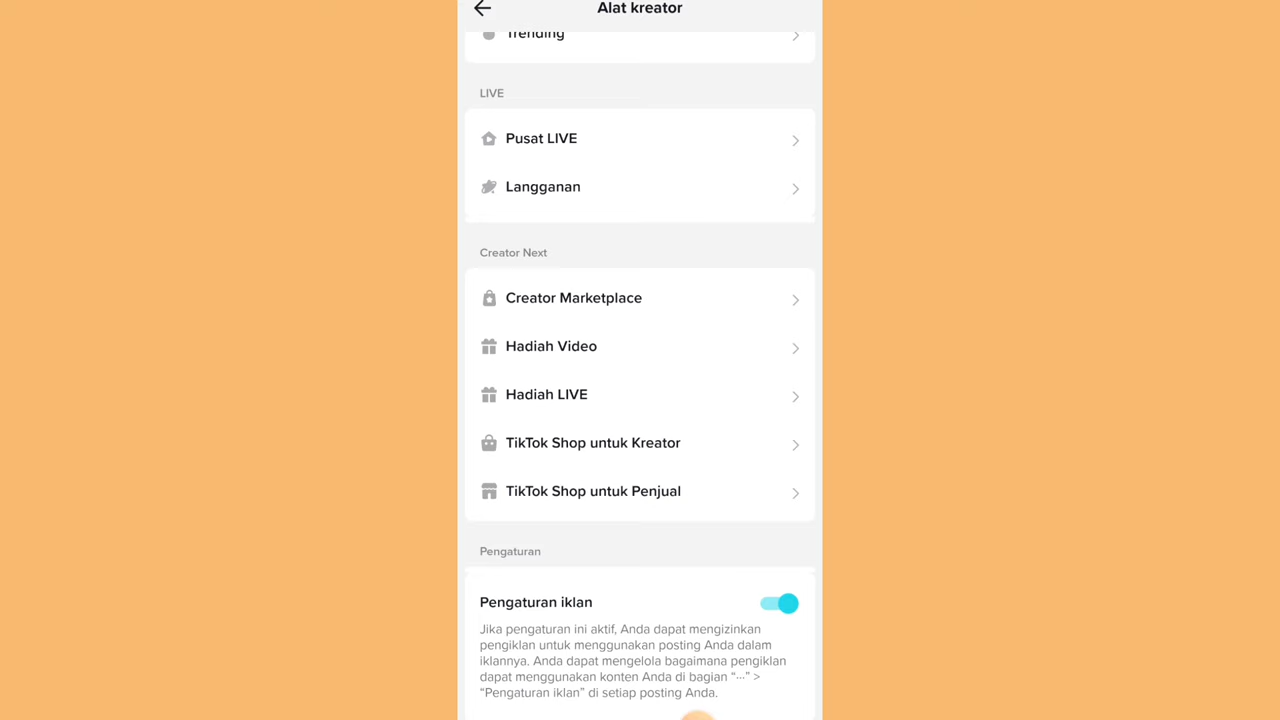 Alat kreator
Trending
LIVE
Pusat LIVE
Langganan
Creator Next
Creator Marketplace
Hadiah Video
Hadiah LIVE
TikTok Shop untuk Kreator
TikTok Shop untuk Penjual
Pengaturan
Pengaturan iklan
Jika pengaturan ini aktif, Anda dapat mengizinkan
pengiklan untuk menggunakan posting Anda dalam
iklannya. Anda dapat mengelola bagaimana pengiklan
dapat menggunakan konten Anda di bagian “···” >
“Pengaturan iklan” di setiap posting Anda.